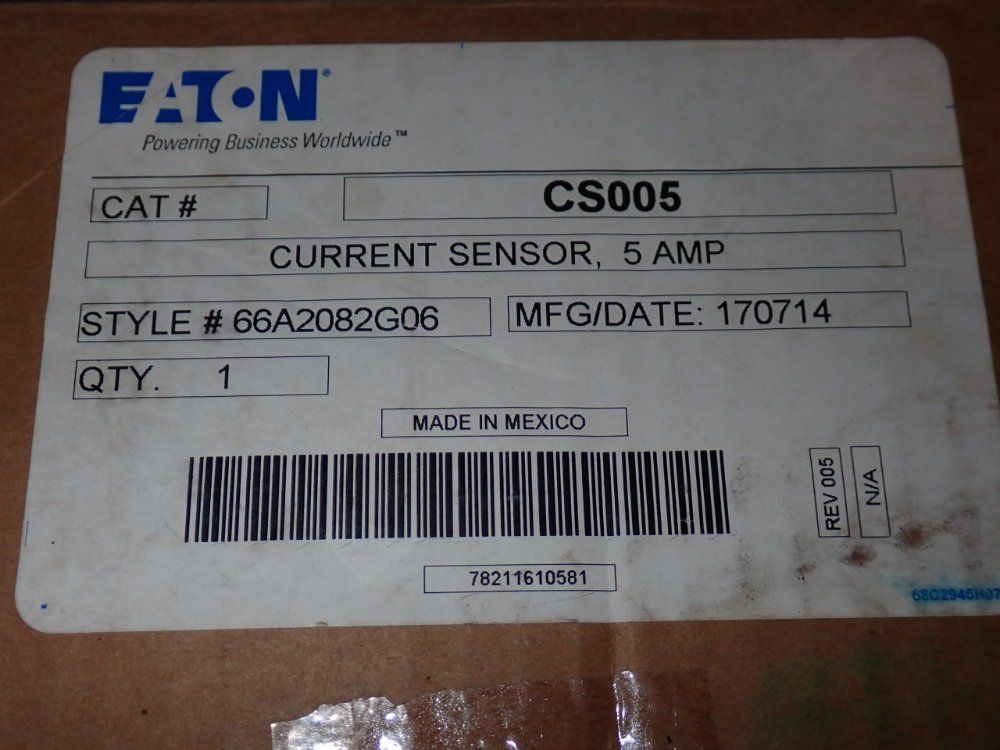 EATON®
Powering Business Worldwide™
CAT # CS005
CURRENT SENSOR, 5 AMP
STYLE # 66A2082G06 MFG/DATE: 170714
QTY. 1
MADE IN MEXICO
REV 005
N/A
78211610581
68C2945H07